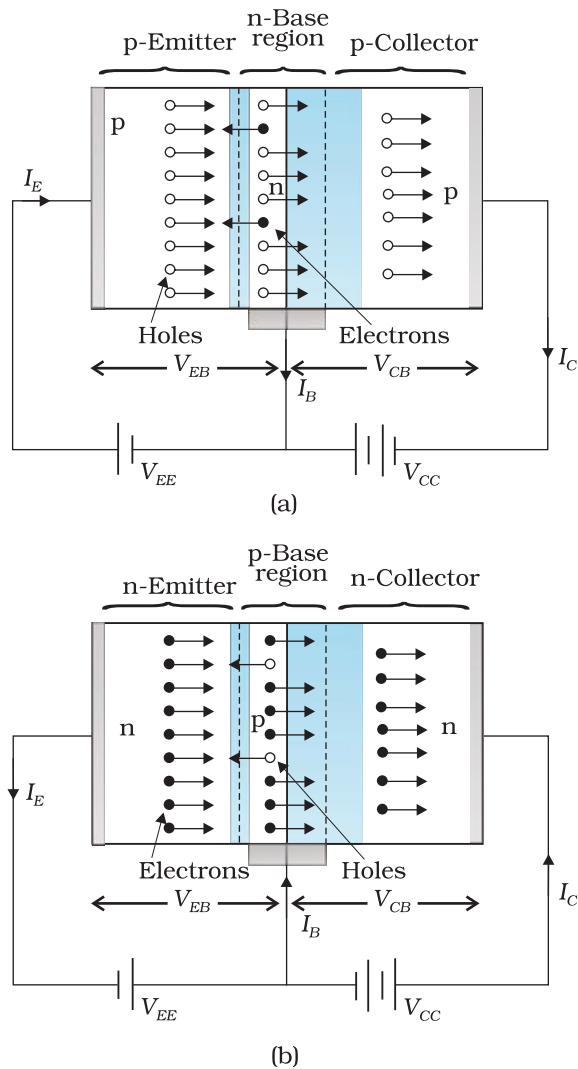 n-Base
p-Emitter region p-Collector
p
n
p
I_E
Holes Electrons
V_EB I_B V_CB I_C
V_EE V_CC
(a)
p-Base
n-Emitter region n-Collector
n
p
n
I_E
Electrons Holes
V_EB I_B V_CB I_C
V_EE V_CC
(b)